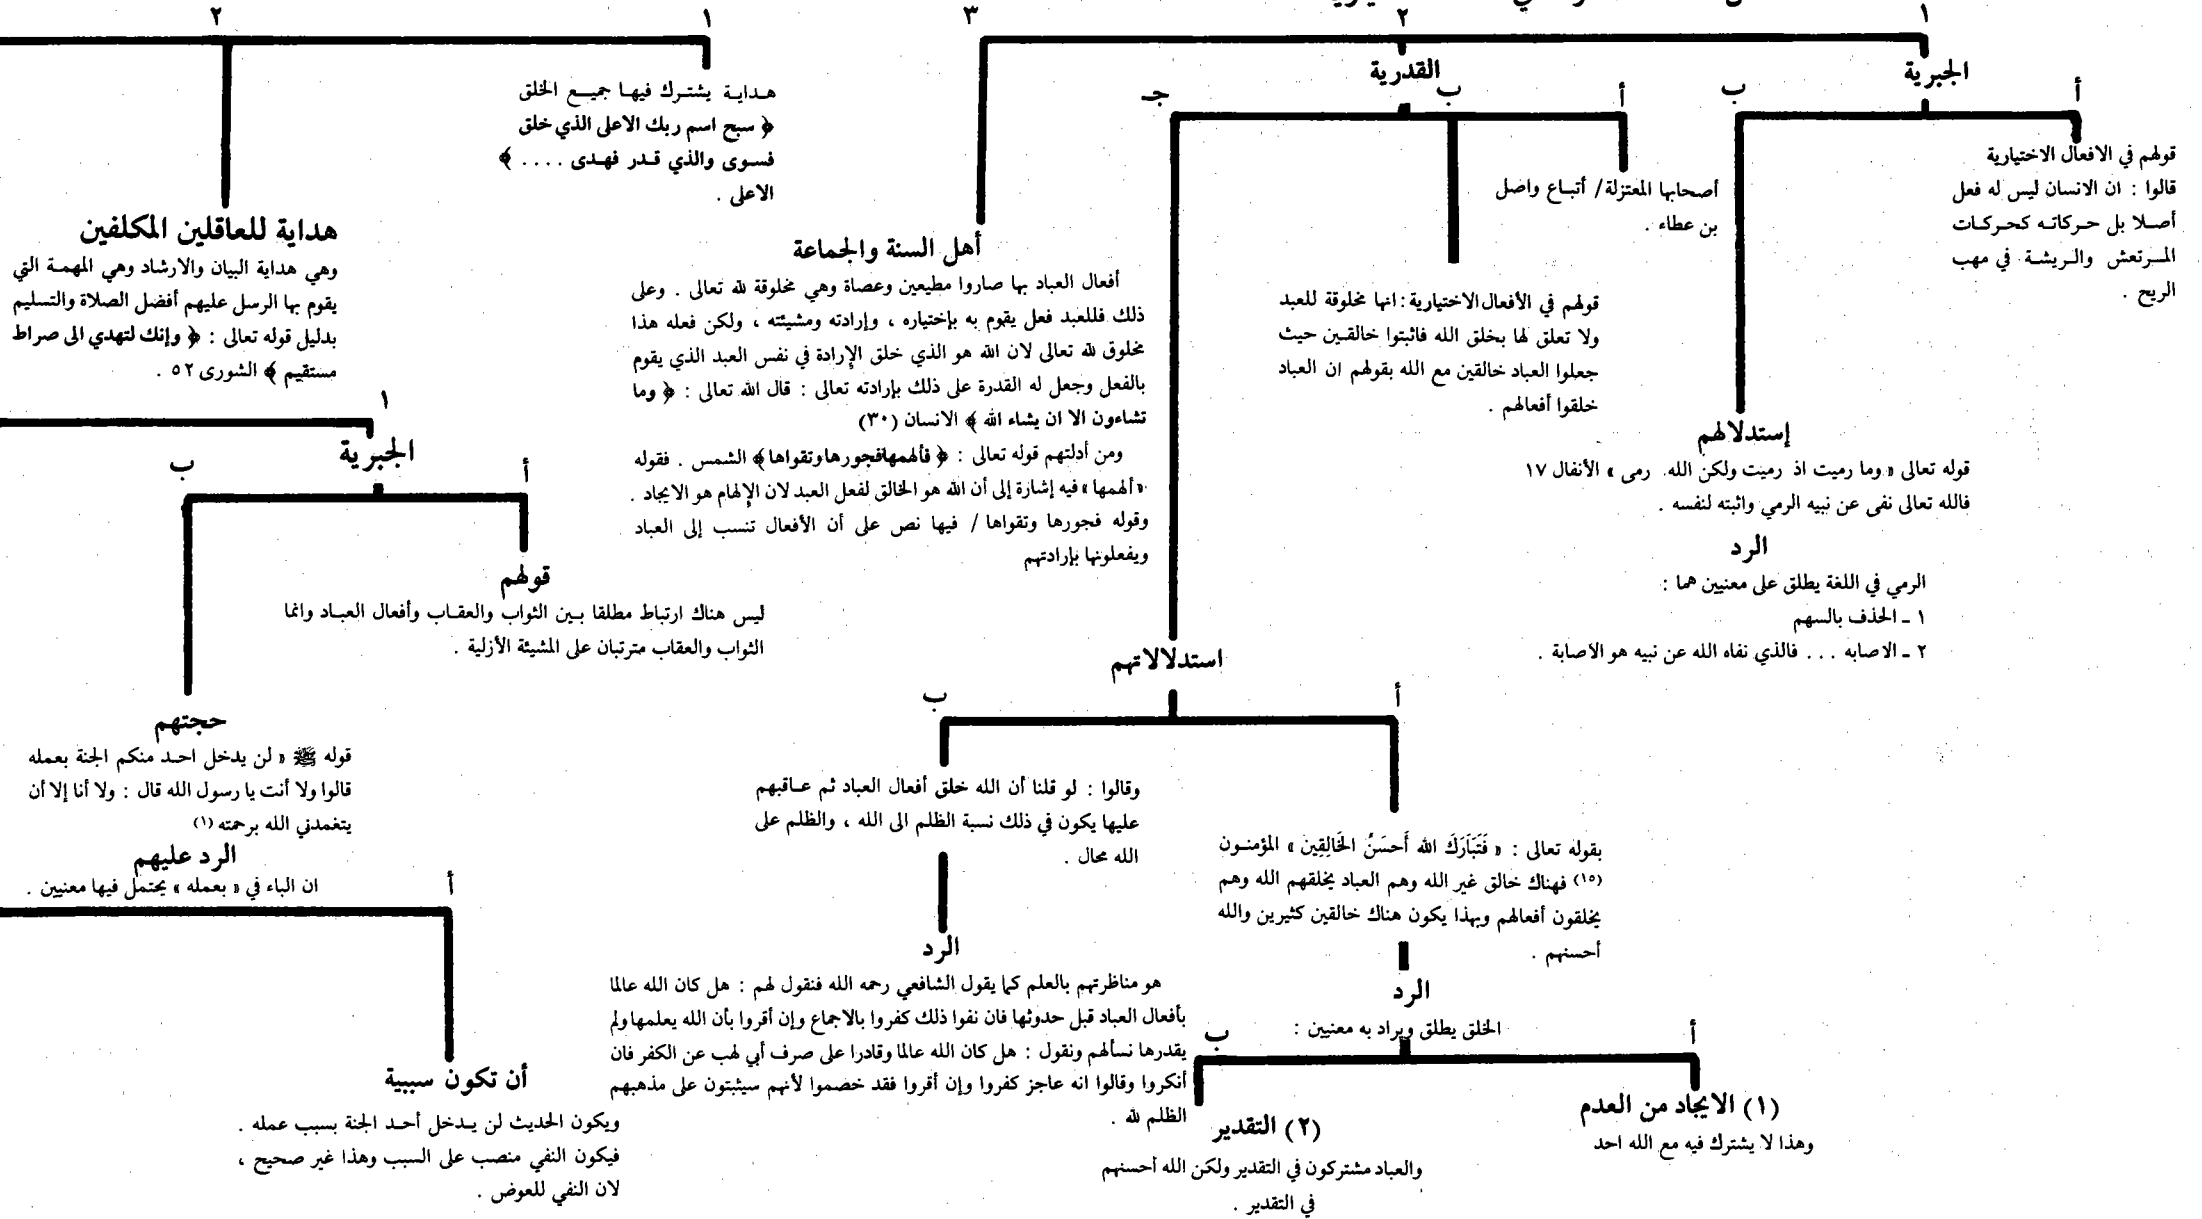 ١
٢
٣
الجبرية
أ
ب
قولهم في الافعال الاختيارية
قالوا : ان الانسان ليس له فعل
أصلا بل حركاته كحركات
المرتعش والريشة في مهب
الريح .
إستدلالهم
قوله تعالى « وما رميت اذ رميت ولكن الله رمى » الأنفال ١٧
فالله تعالى نفى عن نبيه الرمي واثبته لنفسه .
الرد
الرمي في اللغة يطلق على معنيين هما :
١ ـ الحذف بالسهم
٢ ـ الاصابه . . . فالذي نفاه الله عن نبيه هو الاصابة .
القدرية
أ
ب
جـ
أصحابها المعتزلة / أتباع واصل
بن عطاء .
قولهم في الأفعال الاختيارية : انها مخلوقة للعبد
ولا تعلق لها بخلق الله فاثبتوا خالقين حيث
جعلوا العباد خالقين مع الله بقولهم ان العباد
خلقوا أفعالهم .
استدلالاتهم
أ
ب
بقوله تعالى : « فَتَبَارَكَ الله أَحسَنُ الخَالِقِين » المؤمنون
(١٥) فهناك خالق غير الله وهم العباد يخلقهم الله وهم
يخلقون أفعالهم وبهذا يكون هناك خالقين كثيرين والله
أحسنهم .
الرد
الخلق يطلق ويراد به معنيين :
أ
ب
(١) الايجاد من العدم
وهذا لا يشترك فيه مع الله احد
(٢) التقدير
والعباد مشتركون في التقدير ولكن الله أحسنهم
في التقدير .
وقالوا : لو قلنا أن الله خلق أفعال العباد ثم عاقبهم
عليها يكون في ذلك نسبة الظلم الى الله ، والظلم على
الله محال .
الرد
هو مناظرتهم بالعلم كما يقول الشافعي رحمه الله فنقول لهم : هل كان الله عالما
بأفعال العباد قبل حدوثها فان نفوا ذلك كفروا بالاجماع وإن أقروا بأن الله يعلمها ولم
يقدرها نسألهم ونقول : هل كان الله عالما وقادرا على صرف أبي لهب عن الكفر فان
أنكروا وقالوا انه عاجز كفروا وإن أقروا فقد خصموا لأنهم سيثبتون على مذهبهم
الظلم لله .
أهل السنة والجماعة
أفعال العباد بها صاروا مطيعين وعصاة وهي مخلوقة لله تعالى . وعلى
ذلك فللعبد فعل يقوم به بإختياره ، وإرادته ومشيئته ، ولكن فعله هذا
مخلوق لله تعالى لان الله هو الذي خلق الإرادة في نفس العبد الذي يقوم
بالفعل وجعل له القدرة على ذلك بإرادته تعالى : قال الله تعالى : ﴿ وما
تشاءون الا ان يشاء الله ﴾ الانسان (٣٠)
ومن أدلتهم قوله تعالى : ﴿ فألهمها فجورها وتقواها ﴾ الشمس . فقوله
« ألهمها » فيه إشارة إلى أن الله هو الخالق لفعل العبد لان الإلهام هو الايجاد .
وقوله فجورها وتقواها / فيها نص على أن الأفعال تنسب إلى العباد
ويفعلونها بإرادتهم
١
٢
هداية يشترك فيها جميع الخلق
﴿ سبح اسم ربك الاعلى الذي خلق
فسوى والذي قدر فهدى . . . . ﴾
الاعلى .
هداية للعاقلين المكلفين
وهي هداية البيان والارشاد وهي المهمة التي
يقوم بها الرسل عليهم أفضل الصلاة والتسليم
بدليل قوله تعالى : ﴿ وإنك لتهدي الى صراط
مستقيم ﴾ الشورى ٥٢ .
١
الجبرية
أ
ب
قولهم
ليس هناك ارتباط مطلقا بين الثواب والعقاب وأفعال العباد وانما
الثواب والعقاب مترتبان على المشيئة الأزلية .
حجتهم
قوله ﷺ « لن يدخل احد منكم الجنة بعمله
قالوا ولا أنت يا رسول الله قال : ولا أنا إلا أن
يتغمدني الله برحمته (١)
الرد عليهم
ان الباء في « بعمله » يحتمل فيها معنيين .
أ
أن تكون سببية
ويكون الحديث لن يدخل أحد الجنة بسبب عمله .
فيكون النفي منصب على السبب وهذا غير صحيح ،
لان النفي للعوض .